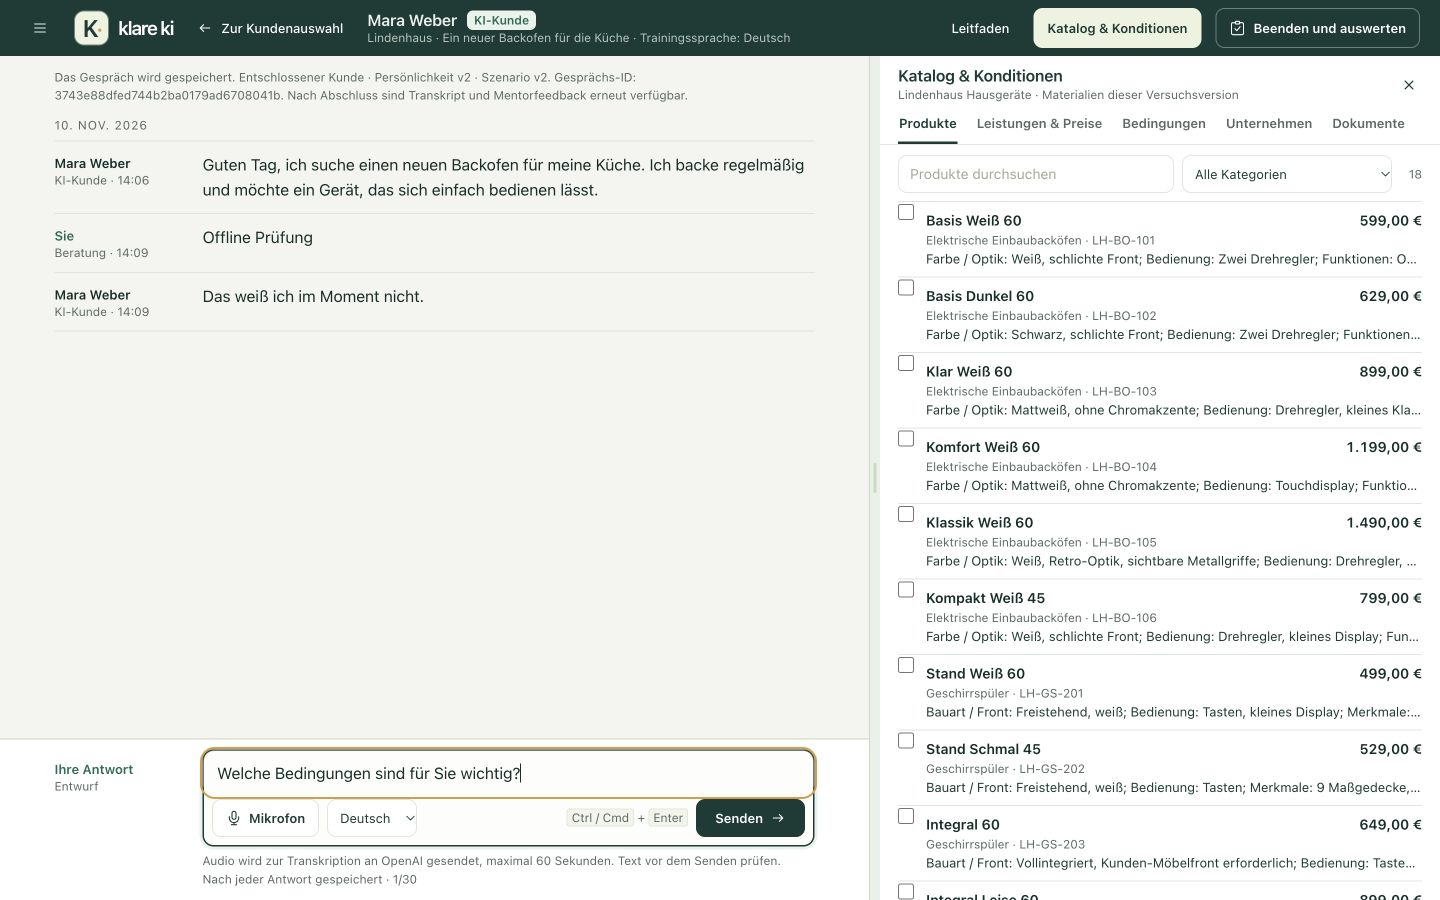 K. klare ki
← Zur Kundenauswahl
Mara Weber KI-Kunde
Lindenhaus · Ein neuer Backofen für die Küche · Trainingssprache: Deutsch
Leitfaden
Katalog & Konditionen
Beenden und auswerten
Das Gespräch wird gespeichert. Entschlossener Kunde · Persönlichkeit v2 · Szenario v2. Gesprächs-ID:
3743e88dfed744b2ba0179ad6708041b. Nach Abschluss sind Transkript und Mentorfeedback erneut verfügbar.
10. NOV. 2026
Mara Weber
KI-Kunde · 14:06
Guten Tag, ich suche einen neuen Backofen für meine Küche. Ich backe regelmäßig
und möchte ein Gerät, das sich einfach bedienen lässt.
Sie
Beratung · 14:09
Offline Prüfung
Mara Weber
KI-Kunde · 14:09
Das weiß ich im Moment nicht.
Ihre Antwort
Entwurf
Welche Bedingungen sind für Sie wichtig?
Mikrofon
Deutsch
Ctrl / Cmd + Enter
Senden →
Audio wird zur Transkription an OpenAI gesendet, maximal 60 Sekunden. Text vor dem Senden prüfen.
Nach jeder Antwort gespeichert · 1/30
Katalog & Konditionen
Lindenhaus Hausgeräte · Materialien dieser Versuchsversion
Produkte Leistungen & Preise Bedingungen Unternehmen Dokumente
Produkte durchsuchen
Alle Kategorien
18
Basis Weiß 60 599,00 €
Elektrische Einbaubacköfen · LH-BO-101
Farbe / Optik: Weiß, schlichte Front; Bedienung: Zwei Drehregler; Funktionen: O...
Basis Dunkel 60 629,00 €
Elektrische Einbaubacköfen · LH-BO-102
Farbe / Optik: Schwarz, schlichte Front; Bedienung: Zwei Drehregler; Funktionen...
Klar Weiß 60 899,00 €
Elektrische Einbaubacköfen · LH-BO-103
Farbe / Optik: Mattweiß, ohne Chromakzente; Bedienung: Drehregler, kleines Kla...
Komfort Weiß 60 1.199,00 €
Elektrische Einbaubacköfen · LH-BO-104
Farbe / Optik: Mattweiß, ohne Chromakzente; Bedienung: Touchdisplay; Funktio...
Klassik Weiß 60 1.490,00 €
Elektrische Einbaubacköfen · LH-BO-105
Farbe / Optik: Weiß, Retro-Optik, sichtbare Metallgriffe; Bedienung: Drehregler, ...
Kompakt Weiß 45 799,00 €
Elektrische Einbaubacköfen · LH-BO-106
Farbe / Optik: Weiß, schlichte Front; Bedienung: Drehregler, kleines Display; Fun...
Stand Weiß 60 499,00 €
Geschirrspüler · LH-GS-201
Bauart / Front: Freistehend, weiß; Bedienung: Tasten, kleines Display; Merkmale:...
Stand Schmal 45 529,00 €
Geschirrspüler · LH-GS-202
Bauart / Front: Freistehend, weiß; Bedienung: Tasten; Merkmale: 9 Maßgedecke,...
Integral 60 649,00 €
Geschirrspüler · LH-GS-203
Bauart / Front: Vollintegriert, Kunden-Möbelfront erforderlich; Bedienung: Taste...
Integral Leise 60 899,00 €